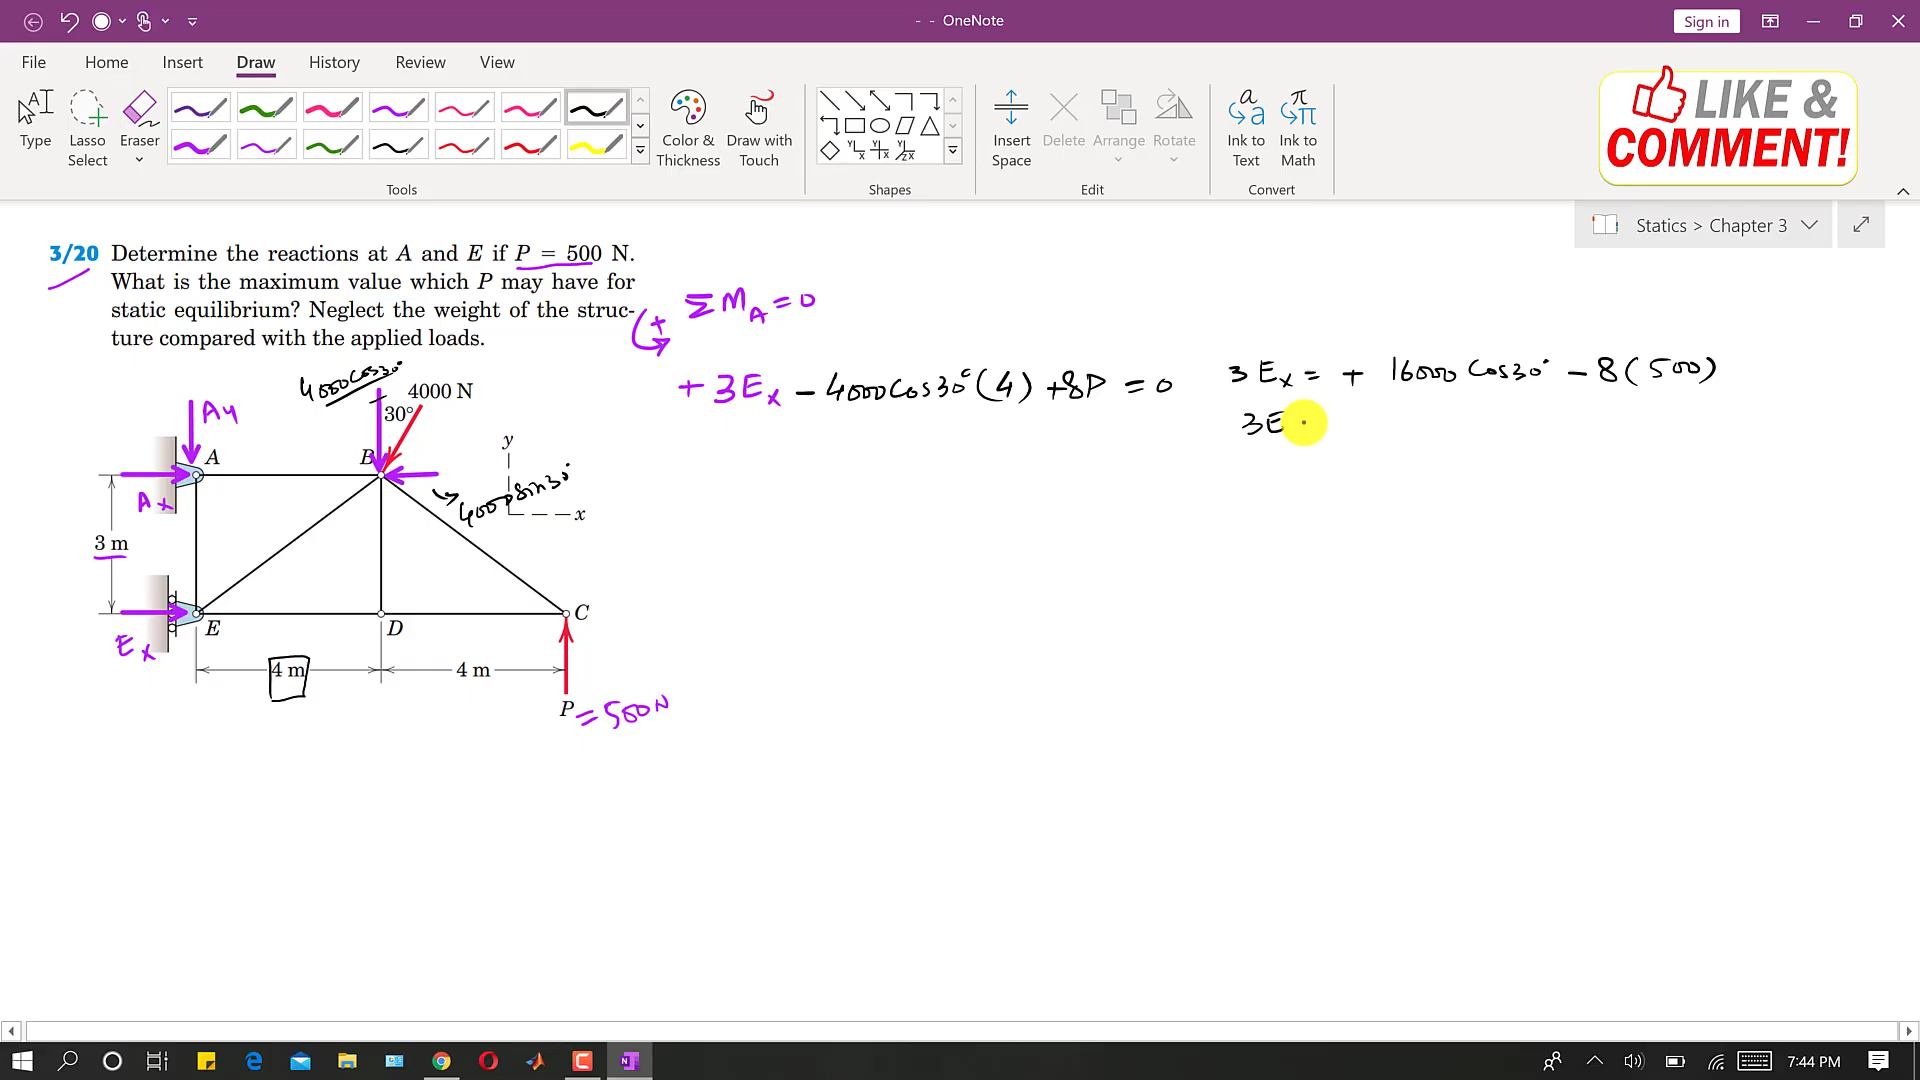 - - OneNote
Sign in
File Home Insert Draw History Review View
Type
Lasso Select
Eraser
Color & Thickness
Draw with Touch
Insert Space
Delete
Arrange
Rotate
Ink to Text
Ink to Math
Tools
Shapes
Edit
Convert
LIKE &
COMMENT!
Statics > Chapter 3
3/20 Determine the reactions at A and E if P = 500 N.
What is the maximum value which P may have for
static equilibrium? Neglect the weight of the struc-
ture compared with the applied loads.
(+ ΣM_A = 0
+ 3E_x - 4000cos30°(4) + 8P = 0
3E_x = + 16000 cos30° - 8(500)
3E
4000cos30°
4000 N
30°
Ay
A
B
y
x
Ax
4000sin30°
3 m
E
D
C
Ex
4 m
4 m
P = 500N
7:44 PM